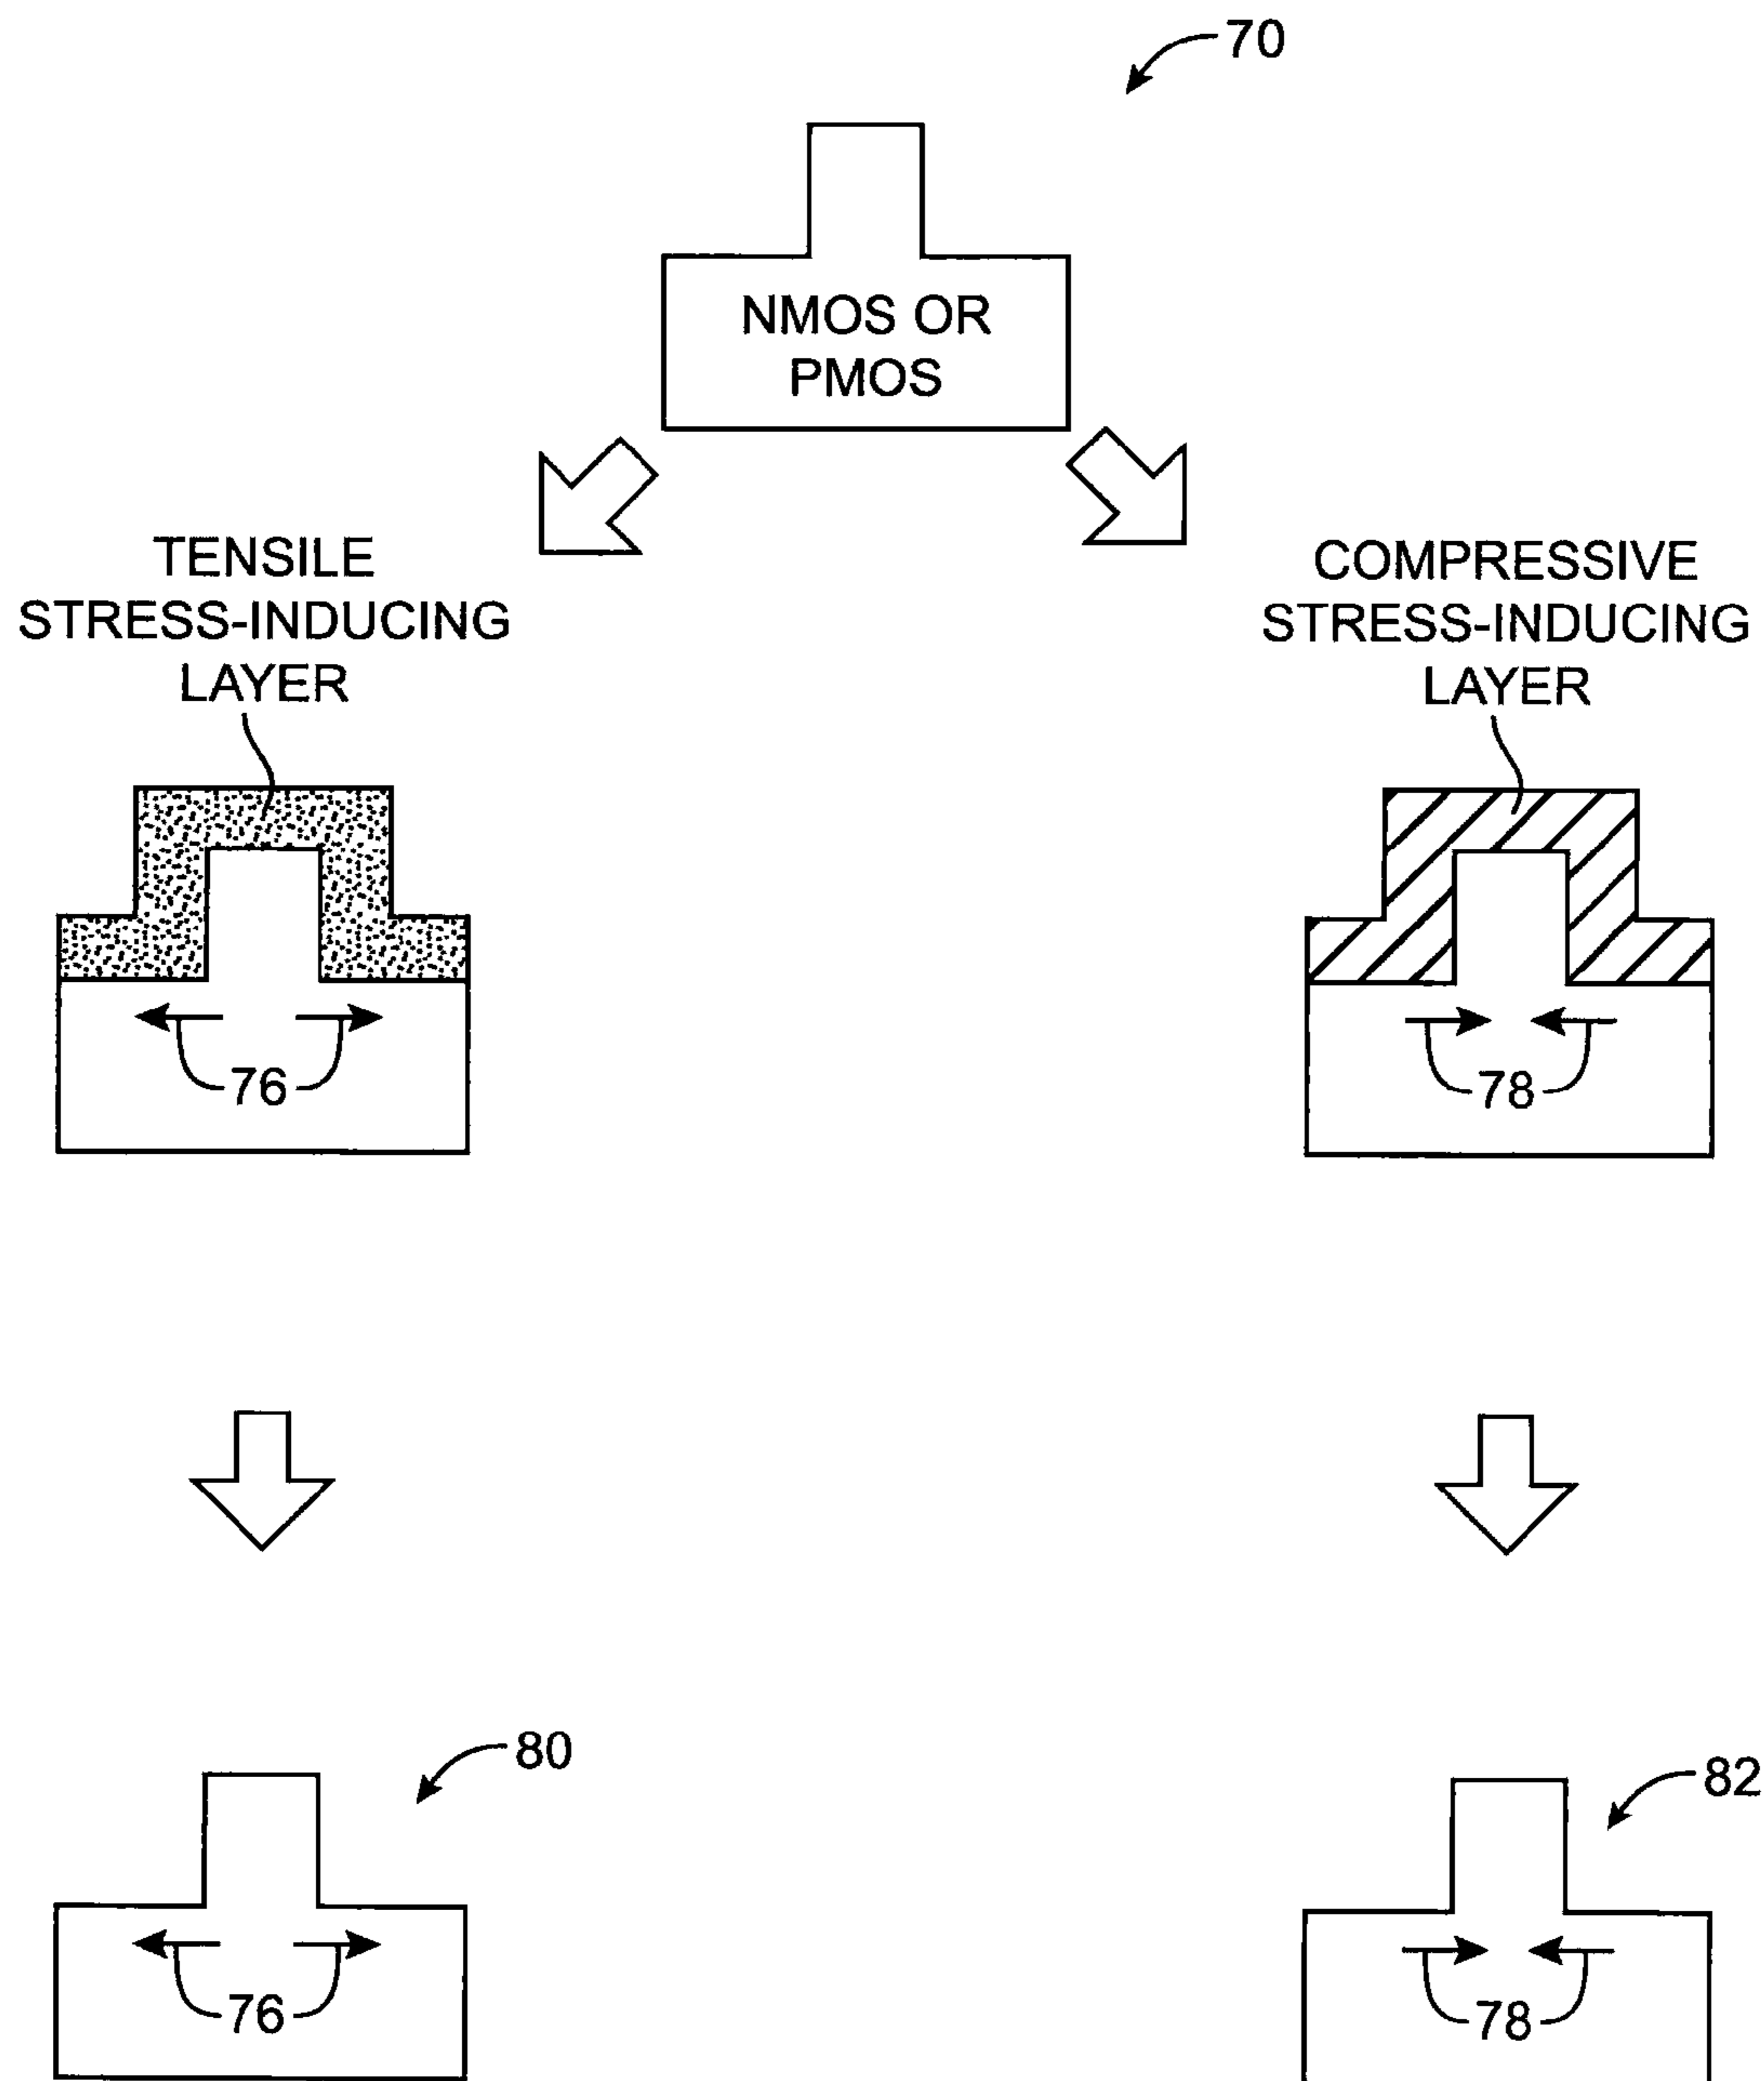 70
NMOS OR
PMOS
TENSILE
STRESS-INDUCING
LAYER
COMPRESSIVE
STRESS-INDUCING
LAYER
76
78
80
82
76
78